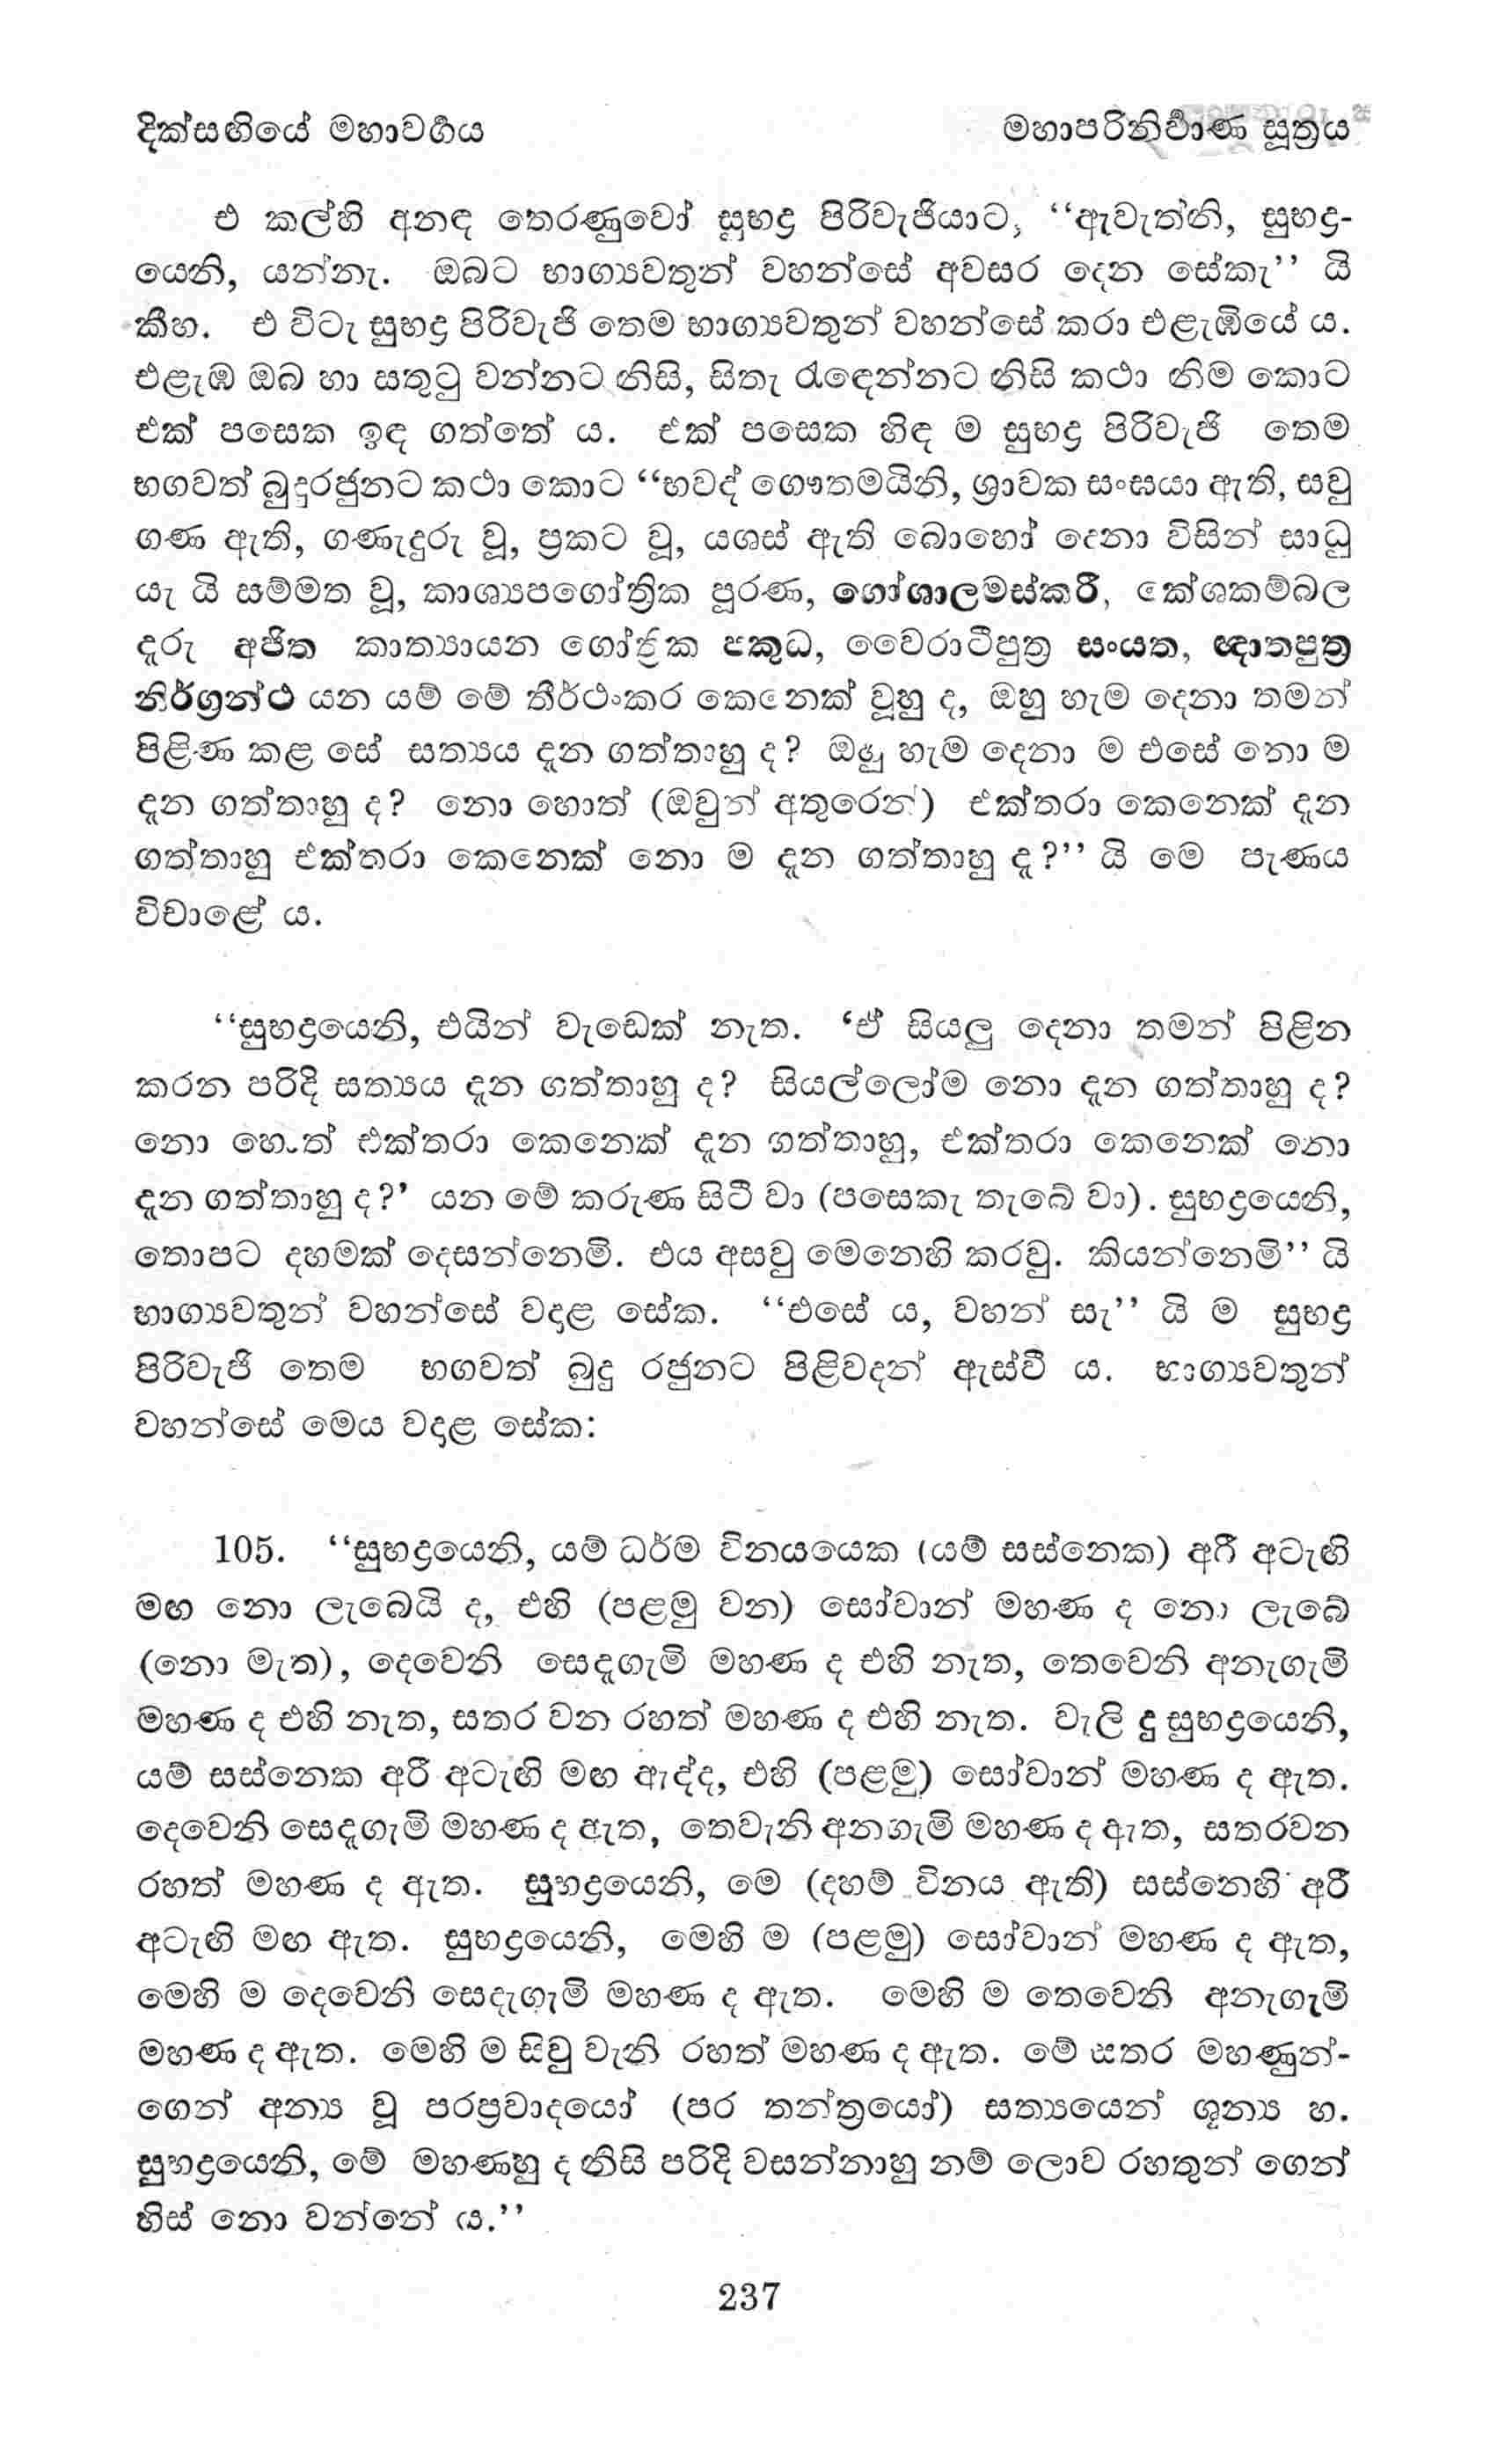 දික්සඟියේ මහාවර්‍ගය
මහාපරිනිර්‍වාණ සූත්‍රය
එ කල්හි අනඳ තෙරණුවෝ සුභද්‍ර පිරිවැජියාට, ‘‘ඇවැත්නි, සුභද්‍ර-
යෙනි, යන්නැ. ඔබට භාග්‍යවතුන් වහන්සේ අවසර දෙන සේකැ’’ යි
කීහ. එ විටැ සුභද්‍ර පිරිවැජි තෙම භාග්‍යවතුන් වහන්සේ කරා එළැඹියේ ය.
එළැඹ ඔබ හා සතුටු වන්නට නිසි, සිතැ රැඳෙන්නට නිසි කථා නිම කොට
එක් පසෙක ඉඳ ගත්තේ ය. එක් පසෙක හිඳ ම සුභද්‍ර පිරිවැජි තෙම
භගවත් බුදුරජුනට කථා කොට ‘‘භවද් ගෞතමයිනි, ශ්‍රාවක සංඝයා ඇති, සවු
ගණ ඇති, ගණැදුරු වූ, ප්‍රකට වූ, යශස් ඇති බොහෝ දෙනා විසින් සාධු
යැ යි සම්මත වූ, කාශ්‍යපගෝත්‍රික පූරණ, ගෝශාලමස්කරී, කේශකම්බල
දැරු අජිත කාත්‍යායන ගෝත්‍රික පකුධ, වෛරාටීපුත්‍ර සංයත, ඥාතපුත්‍ර
නිර්ග්‍රන්ථ යන යම් මේ තීර්ථංකර කෙනෙක් වූහු ද, ඔහු හැම දෙනා තමන්
පිළිණ කළ සේ සත්‍යය දැන ගත්තාහු ද? ඔහු හැම දෙනා ම එසේ නො ම
දැන ගත්තාහු ද? නො හොත් (ඔවුන් අතුරෙන්) එක්තරා කෙනෙක් දැන
ගත්තාහු එක්තරා කෙනෙක් නො ම දැන ගත්තාහු දැ?’’ යි මෙ පැණය
විචාළේ ය.
‘‘සුභද්‍රයෙනි, එයින් වැඩෙක් නැත. ‘ඒ සියලු දෙනා තමන් පිළින
කරන පරිදි සත්‍යය දැන ගත්තාහු ද? සියල්ලෝම නො දැන ගත්තාහු ද?
නො හොත් එක්තරා කෙනෙක් දැන ගත්තාහු, එක්තරා කෙනෙක් නො
දැන ගත්තාහු ද?’ යන මේ කරුණ සිටී වා (පසෙකැ තැබේ වා). සුභද්‍රයෙනි,
තොපට දහමක් දෙසන්නෙමි. එය අසවු මෙනෙහි කරවු. කියන්නෙමි’’ යි
භාග්‍යවතුන් වහන්සේ වදාළ සේක. ‘‘එසේ ය, වහන් සැ’’ යි ම සුභද්‍ර
පිරිවැජි තෙම භගවත් බුදු රජුනට පිළිවදන් ඇස්වී ය. භාග්‍යවතුන්
වහන්සේ මෙය වදාළ සේක:
105. ‘‘සුභද්‍රයෙනි, යම් ධර්ම විනයයෙක (යම් සස්නෙක) අරී අටැඟි
මඟ නො ලැබෙයි ද, එහි (පළමු වන) සෝවාන් මහණ ද නො ලැබේ
(නො මැත), දෙවෙනි සෙදැගැමි මහණ ද එහි නැත, තෙවෙනි අනැගැමි
මහණ ද එහි නැත, සතර වන රහත් මහණ ද එහි නැත. වැලි දු සුභද්‍රයෙනි,
යම් සස්නෙක අරී අටැඟි මඟ ඇද්ද, එහි (පළමු) සෝවාන් මහණ ද ඇත.
දෙවෙනි සෙදැගැමි මහණ ද ඇත, තෙවැනි අනගැමි මහණ ද ඇත, සතරවන
රහත් මහණ ද ඇත. සුභද්‍රයෙනි, මෙ (දහම් විනය ඇති) සස්නෙහි අරී
අටැඟි මඟ ඇත. සුභද්‍රයෙනි, මෙහි ම (පළමු) සෝවාන් මහණ ද ඇත,
මෙහි ම දෙවෙනි සෙදැගැමි මහණ ද ඇත. මෙහි ම තෙවෙනි අනැගැමි
මහණ ද ඇත. මෙහි ම සිවු වැනි රහත් මහණ ද ඇත. මේ සතර මහණුන්-
ගෙන් අන්‍ය වූ පරප්‍රවාදයෝ (පර තන්ත්‍රයෝ) සත්‍යයෙන් ශූන්‍ය හ.
සුභද්‍රයෙනි, මේ මහණහු ද නිසි පරිදි වසන්නාහු නම් ලොව රහතුන් ගෙන්
හිස් නො වන්නේ ය.’’
237